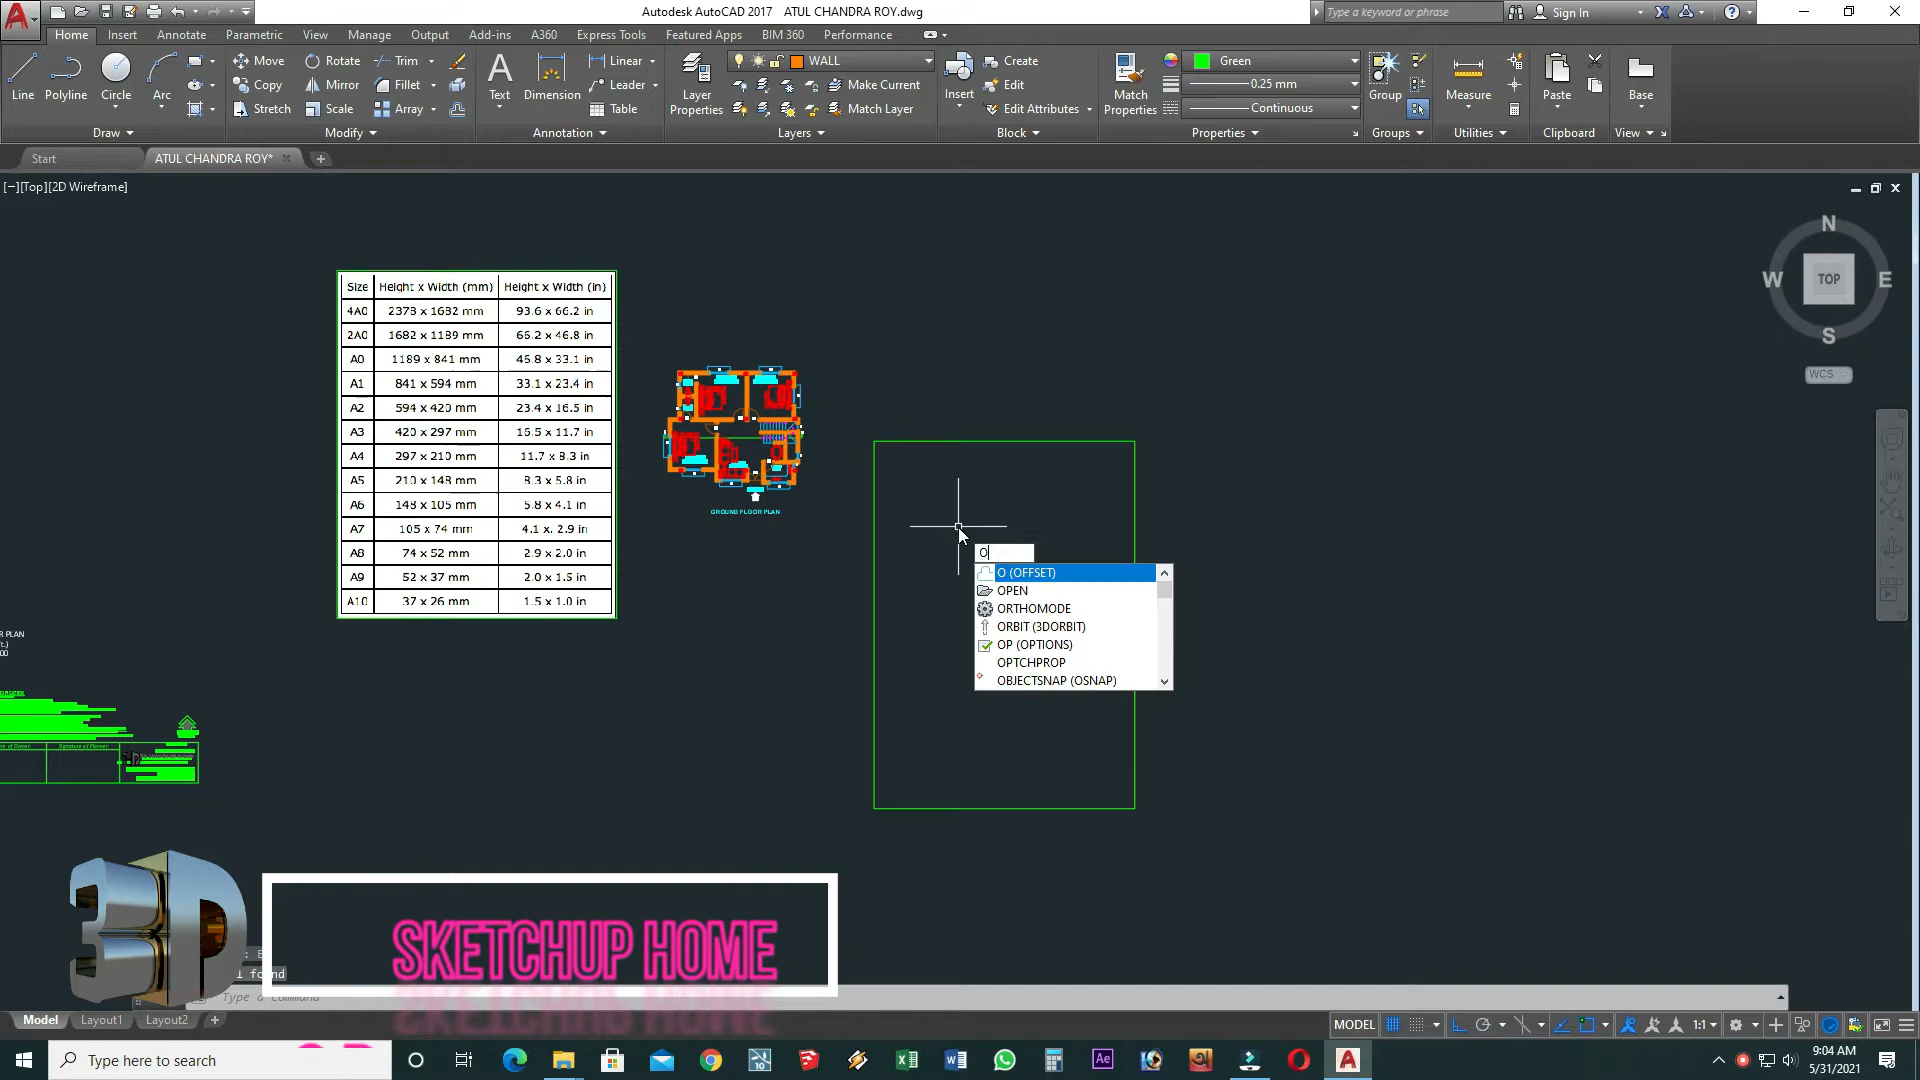 Autodesk AutoCAD 2017 ATUL CHANDRA ROY.dwg
Type a keyword or phrase
Sign In
Home Insert Annotate Parametric View Manage Output Add-ins A360 Express Tools Featured Apps BIM 360 Performance
Line Polyline Circle Arc
Move Rotate Trim
Copy Mirror Fillet
Stretch Scale Array
Text Dimension
Linear
Leader
Table
Layer Properties
WALL
Make Current
Match Layer
Insert
Create
Edit
Edit Attributes
Match Properties
Green
0.25 mm
Continuous
Group Measure Paste Base
Draw Modify Annotation Layers Block Properties Groups Utilities Clipboard View
Start ATUL CHANDRA ROY*
[−][Top][2D Wireframe]
N
W TOP E
S
WCS
Size Height x Width (mm) Height x Width (in)
4A0 2378 x 1682 mm 93.6 x 66.2 in
2A0 1682 x 1189 mm 66.2 x 46.8 in
A0 1189 x 841 mm 46.8 x 33.1 in
A1 841 x 594 mm 33.1 x 23.4 in
A2 594 x 420 mm 23.4 x 16.5 in
A3 420 x 297 mm 16.5 x 11.7 in
A4 297 x 210 mm 11.7 x 8.3 in
A5 210 x 148 mm 8.3 x 5.8 in
A6 148 x 105 mm 5.8 x 4.1 in
A7 105 x 74 mm 4.1 x. 2.9 in
A8 74 x 52 mm 2.9 x 2.0 in
A9 52 x 37 mm 2.0 x 1.5 in
A10 37 x 26 mm 1.5 x 1.0 in
GROUND FLOOR PLAN
O
O (OFFSET)
OPEN
ORTHOMODE
ORBIT (3DORBIT)
OP (OPTIONS)
OPTCHPROP
OBJECTSNAP (OSNAP)
PLAN
Signature of Planner
3D
SKETCHUP HOME
found
Type a command
Model Layout1 Layout2
MODEL
1:1
Type here to search
9:04 AM
5/31/2021